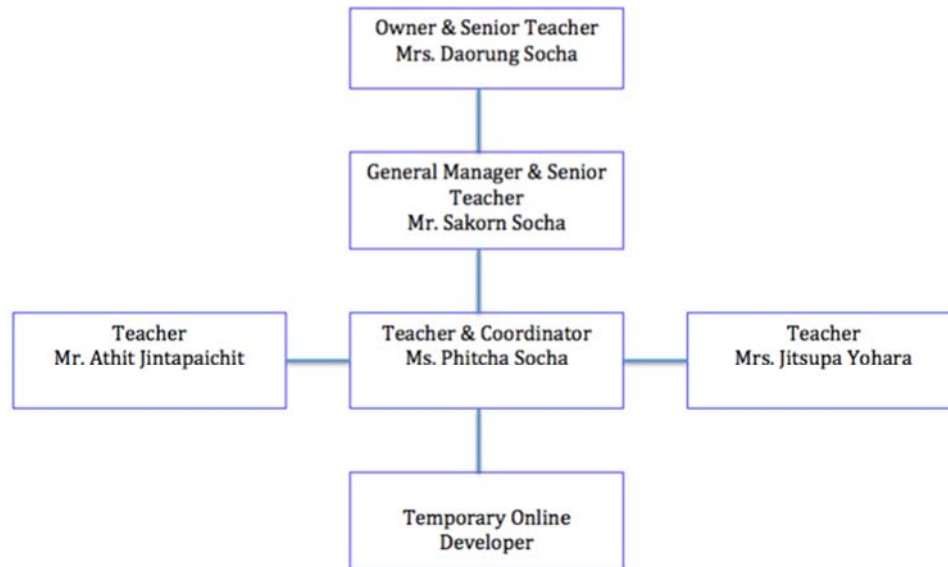 Owner & Senior Teacher
Mrs. Daorung Socha
General Manager & Senior
Teacher
Mr. Sakorn Socha
Teacher
Mr. Athit Jintapaichit
Teacher & Coordinator
Ms. Phitcha Socha
Teacher
Mrs. Jitsupa Yohara
Temporary Online
Developer